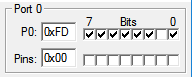 Port 0
7 Bits 0
P0: 0xFD
Pins: 0x00